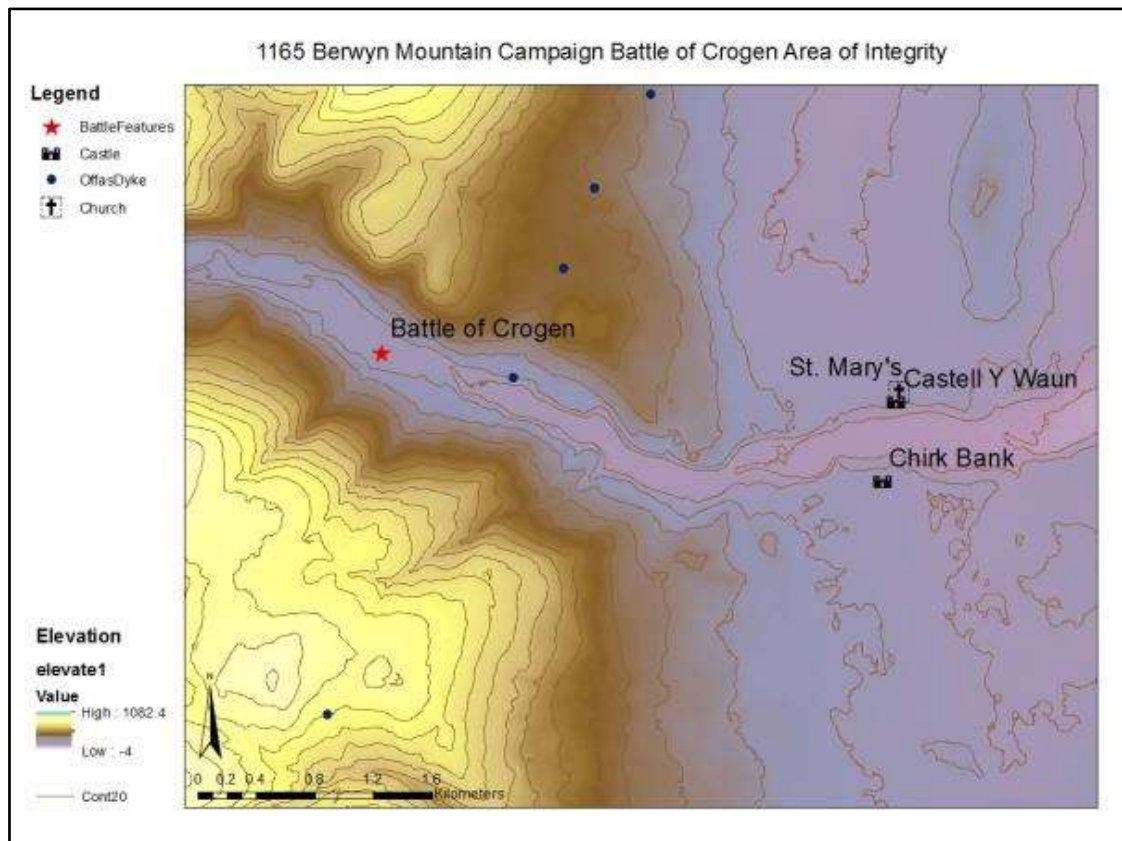 1165 Berwyn Mountain Campaign Battle of Crogen Area of Integrity
Legend
BattleFeatures
Castle
OffasDyke
Church
Battle of Crogen
St. Mary's
Castell Y Waun
Chirk Bank
Elevation
elevate1
Value
High : 1082.4
Low : -4
Cont20
N
0 0.2 0.4 0.8 1.2 1.6
Kilometers